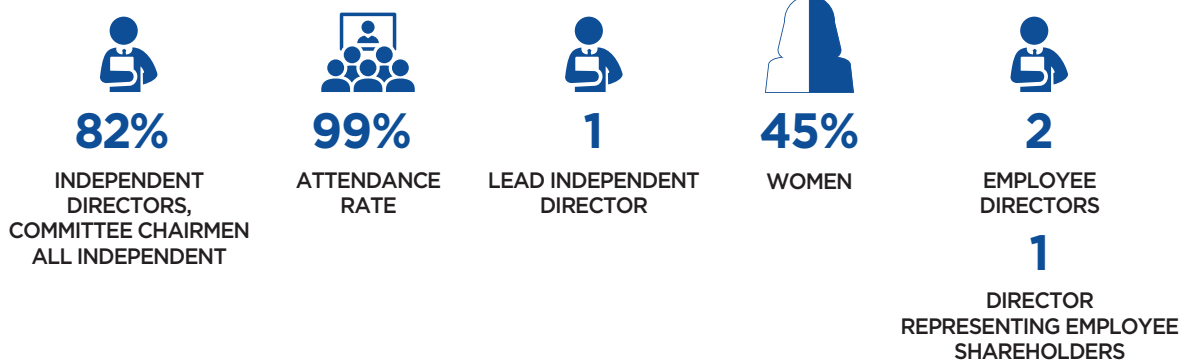 82%
INDEPENDENT
DIRECTORS,
COMMITTEE CHAIRMEN
ALL INDEPENDENT
99%
ATTENDANCE
RATE
1
LEAD INDEPENDENT
DIRECTOR
45%
WOMEN
2
EMPLOYEE
DIRECTORS
1
DIRECTOR
REPRESENTING EMPLOYEE
SHAREHOLDERS